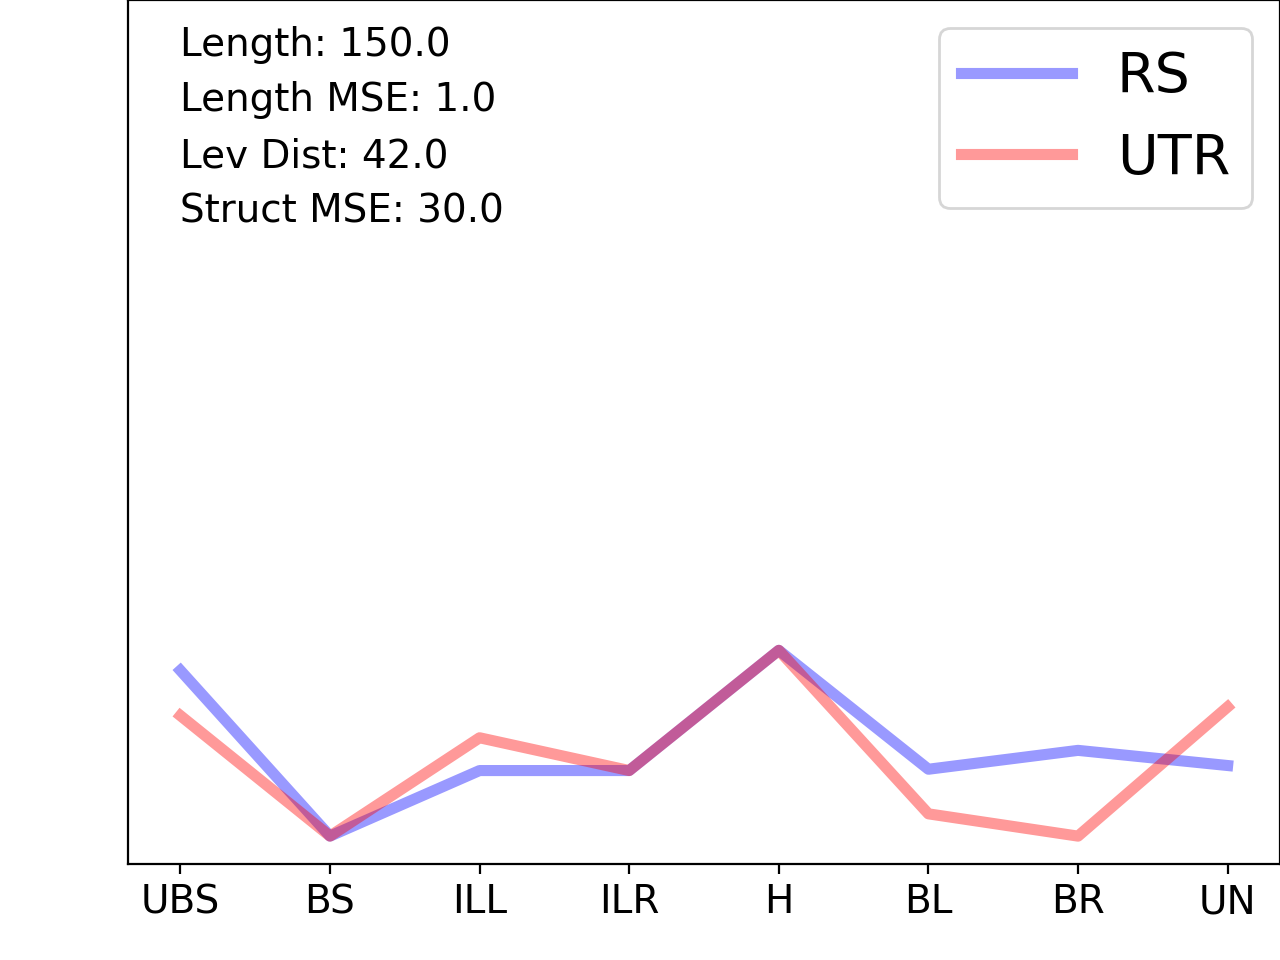 Length: 150.0
Length MSE: 1.0
Lev Dist: 42.0
Struct MSE: 30.0
RS
UTR
UBS BS ILL ILR H BL BR UN